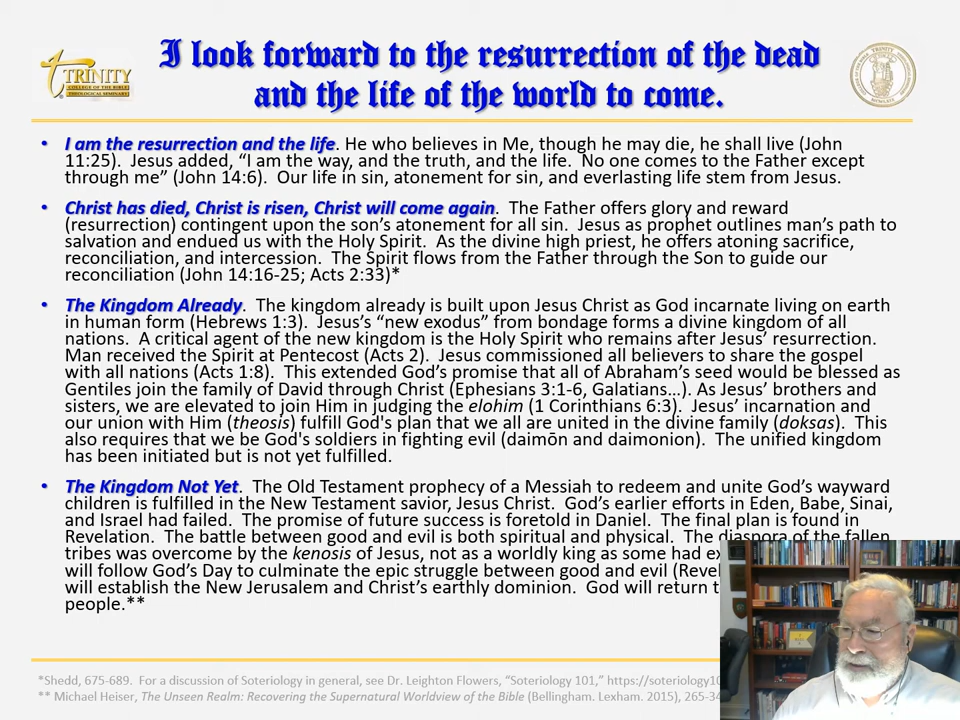 I look forward to the resurrection of the dead
and the life of the world to come.
TRINITY
COLLEGE OF THE BIBLE
THEOLOGICAL SEMINARY
• I am the resurrection and the life. He who believes in Me, though he may die, he shall live (John
11:25).  Jesus added, “I am the way, and the truth, and the life.  No one comes to the Father except
through me” (John 14:6).  Our life in sin, atonement for sin, and everlasting life stem from Jesus.
• Christ has died, Christ is risen, Christ will come again.  The Father offers glory and reward
(resurrection) contingent upon the son’s atonement for all sin.  Jesus as prophet outlines man’s path to
salvation and endued us with the Holy Spirit.  As the divine high priest, he offers atoning sacrifice,
reconciliation, and intercession.  The Spirit flows from the Father through the Son to guide our
reconciliation (John 14:16-25; Acts 2:33)*
• The Kingdom Already.  The kingdom already is built upon Jesus Christ as God incarnate living on earth
in human form (Hebrews 1:3).  Jesus’s “new exodus” from bondage forms a divine kingdom of all
nations.  A critical agent of the new kingdom is the Holy Spirit who remains after Jesus’ resurrection.
Man received the Spirit at Pentecost (Acts 2).  Jesus commissioned all believers to share the gospel
with all nations (Acts 1:8).  This extended God’s promise that all of Abraham’s seed would be blessed as
Gentiles join the family of David through Christ (Ephesians 3:1-6, Galatians…). As Jesus’ brothers and
sisters, we are elevated to join Him in judging the elohim (1 Corinthians 6:3).  Jesus’ incarnation and
our union with Him (theosis) fulfill God's plan that we all are united in the divine family (doksas).  This
also requires that we be God's soldiers in fighting evil (daimōn and daimonion).  The unified kingdom
has been initiated but is not yet fulfilled.
• The Kingdom Not Yet.  The Old Testament prophecy of a Messiah to redeem and unite God’s wayward
children is fulfilled in the New Testament savior, Jesus Christ.  God’s earlier efforts in Eden, Babe, Sinai,
and Israel had failed.  The promise of future success is foretold in Daniel.  The final plan is found in
Revelation.  The battle between good and evil is both spiritual and physical.  The diaspora of the fallen
tribes was overcome by the kenosis of Jesus, not as a worldly king as some had
will follow God’s Day to culminate the epic struggle between good and evil
will establish the New Jerusalem and Christ’s earthly dominion.  God will return
people.**
*Shedd, 675-689.  For a discussion of Soteriology in general, see Dr. Leighton Flowers, “Soteriology 101,”
** Michael Heiser, The Unseen Realm: Recovering the Supernatural Worldview of the Bible (Bellingham. Lexham. 2015),